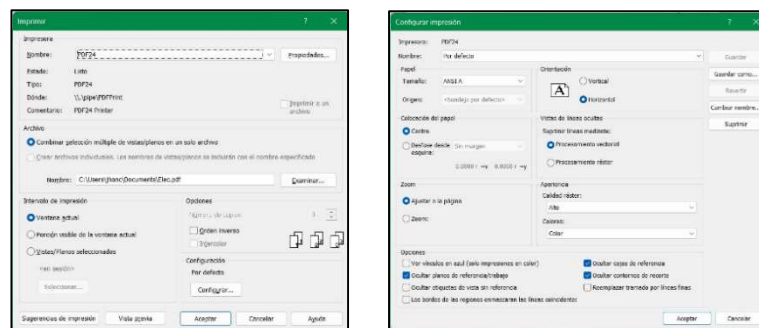 Imprimir
Impresora
Nombre: PDF24 Propiedades...
Estado: Listo
Tipo: PDF24
Dónde: \\.\pipe\PDFPrint
Comentario: PDF24 Printer
Imprimir a un archivo
Archivo
Combinar selección múltiple de vistas/planos en un solo archivo
Crear archivos individuales. Los nombres de vistas/planos se incluirán con el nombre especificado
Nombre: Examinar...
Intervalo de impresión
Ventana actual
Porción visible de la ventana actual
Vistas/Planos seleccionados
<en sesión>
Seleccionar...
Opciones
Número de copias:
Orden inverso
Intercalar
Configuración
Por defecto
Configurar...
Sugerencias de impresión Vista previa Aceptar Cancelar Ayuda
Configurar impresión
Impresora: PDF24
Nombre: Por defecto
Guardar
Guardar como...
Revertir
Cambiar nombre...
Suprimir
Papel
Tamaño: ANSI A
Origen: <bandeja por defecto>
Orientación
A
Vertical
Horizontal
Colocación del papel
Centro
Desfase desde esquina: Sin margen
Vistas de líneas ocultas
Suprimir líneas mediante:
Procesamiento vectorial
Procesamiento ráster
Zoom
Ajustar a la página
Zoom:
Apariencia
Calidad ráster:
Alta
Colores:
Color
Opciones
Ver vínculos en azul (solo impresiones en color)
Ocultar planos de referencia/trabajo
Ocultar etiquetas de vista sin referencia
Los bordes de las regiones enmascaran las líneas coincidentes
Ocultar cajas de referencia
Ocultar contornos de recorte
Reemplazar tramado por líneas finas
Aceptar Cancelar